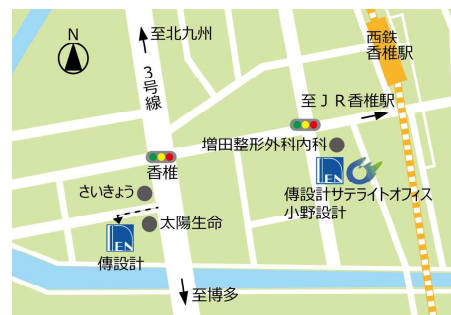 N
至北九州
3号線
西鉄
香椎駅
至JR香椎駅
増田整形外科内科
香椎
DEN
傳設計サテライトオフィス
小野設計
さいきょう
太陽生命
DEN
傳設計
至博多